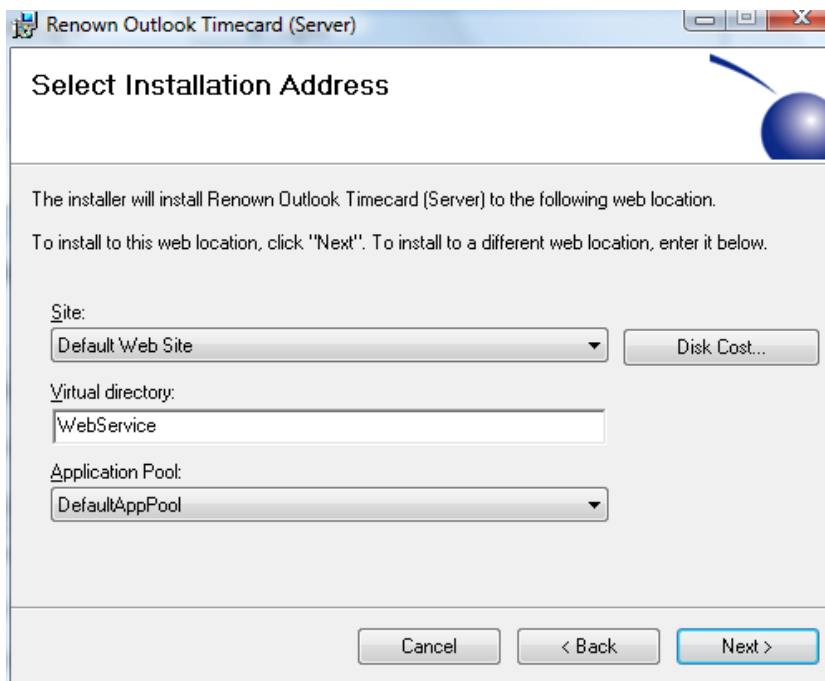 Renown Outlook Timecard (Server)
Select Installation Address
The installer will install Renown Outlook Timecard (Server) to the following web location.
To install to this web location, click "Next". To install to a different web location, enter it below.
Site:
Default Web Site
Disk Cost...
Virtual directory:
WebService
Application Pool:
DefaultAppPool
Cancel
< Back
Next >